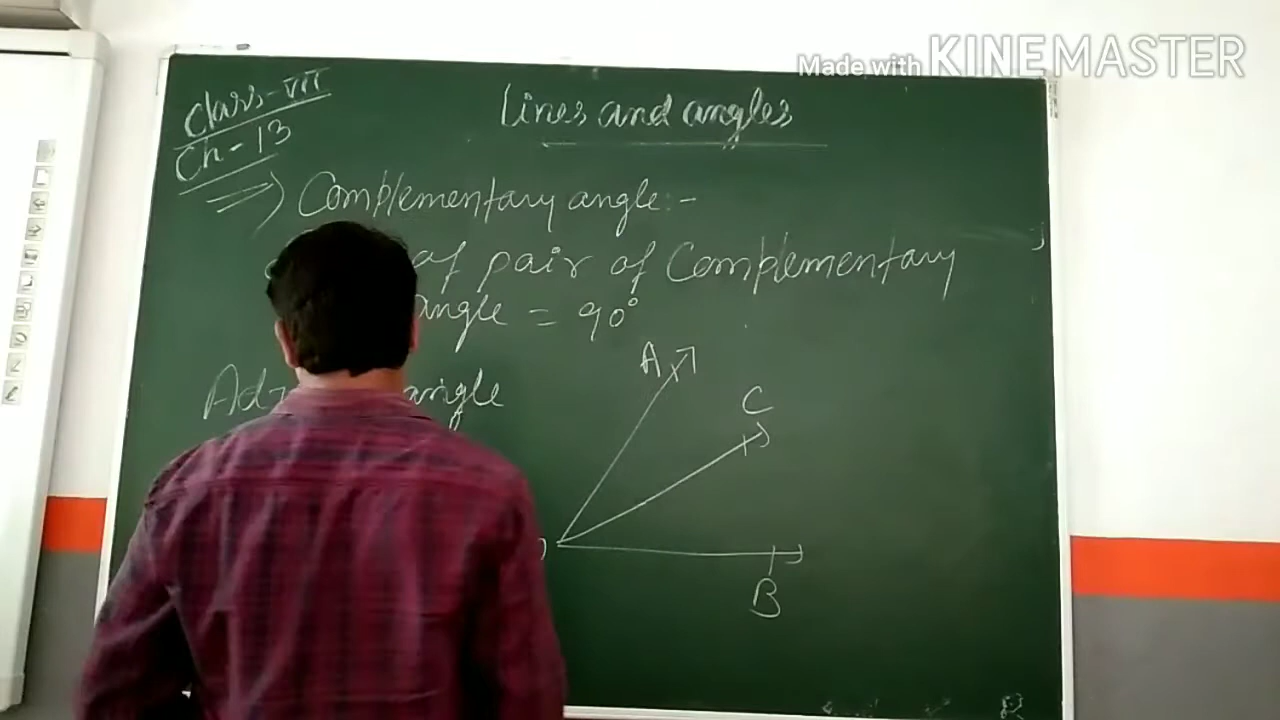 Made with KINEMASTER
Class-VII
Ch-13
Lines and angles
Complementary angle:-
of pair of Complementary
angle = 90°
angle
A
C
B